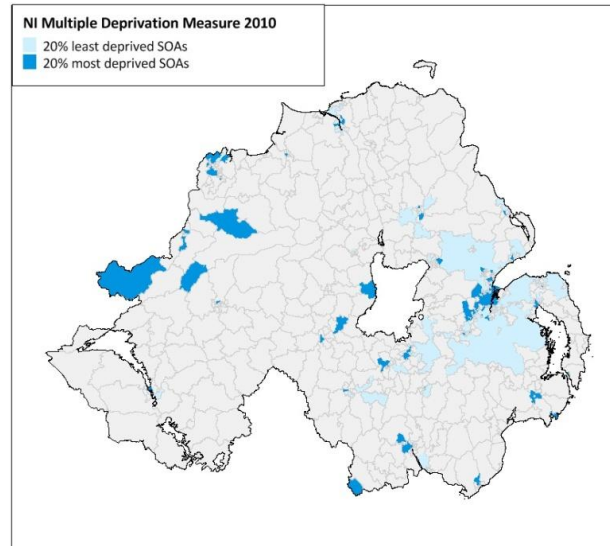 NI Multiple Deprivation Measure 2010
20% least deprived SOAs
20% most deprived SOAs